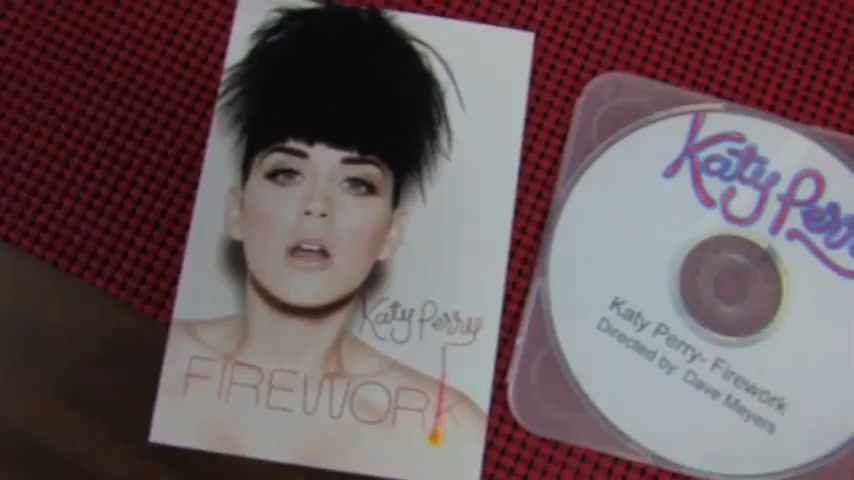 Katy Perry
FIREWORK
Katy Perry
Katy Perry- Firework
Directed by Dave Meyers